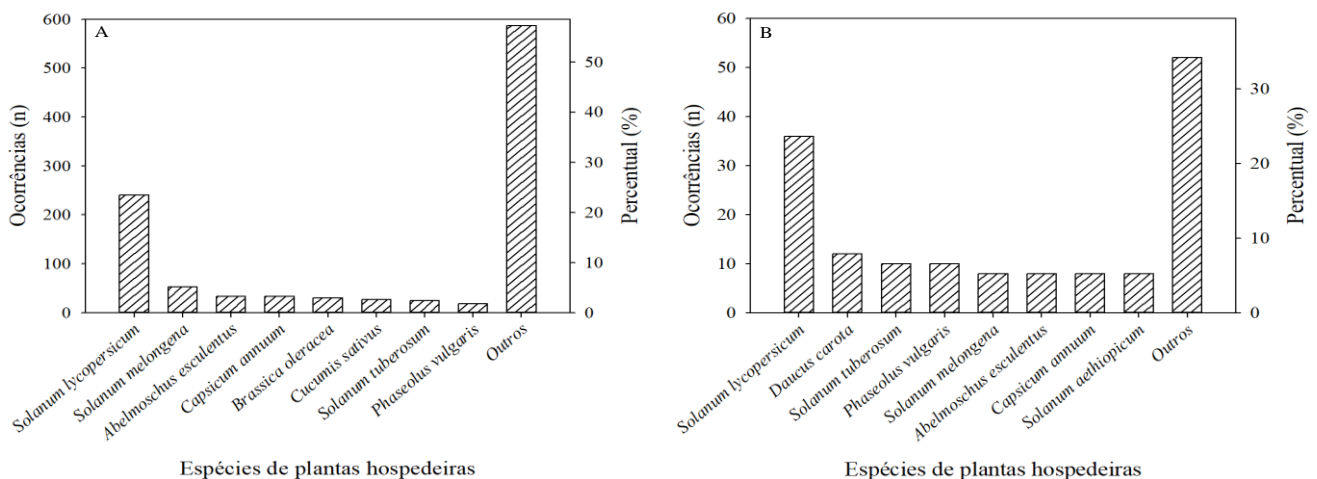 A
Ocorrências (n)
600
500
400
300
200
100
0
Percentual (%)
50
40
30
20
10
0
Solanum lycopersicum
Solanum melongena
Abelmoschus esculentus
Capsicum annuum
Brassica oleracea
Cucumis sativus
Solanum tuberosum
Phaseolus vulgaris
Outros
Espécies de plantas hospedeiras
B
Ocorrências (n)
60
50
40
30
20
10
0
Percentual (%)
30
20
10
0
Solanum lycopersicum
Daucus carota
Solanum tuberosum
Phaseolus vulgaris
Solanum melongena
Abelmoschus esculentus
Capsicum annuum
Solanum aethiopicum
Outros
Espécies de plantas hospedeiras